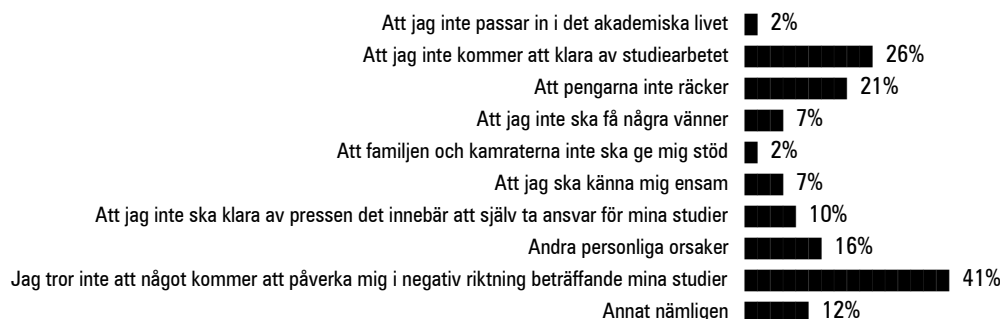 Att jag inte passar in i det akademiska livet 2%
Att jag inte kommer att klara av studiearbetet 26%
Att pengarna inte räcker 21%
Att jag inte ska få några vänner 7%
Att familjen och kamraterna inte ska ge mig stöd 2%
Att jag ska känna mig ensam 7%
Att jag inte ska klara av pressen det innebär att själv ta ansvar för mina studier 10%
Andra personliga orsaker 16%
Jag tror inte att något kommer att påverka mig i negativ riktning beträffande mina studier 41%
Annat nämligen 12%